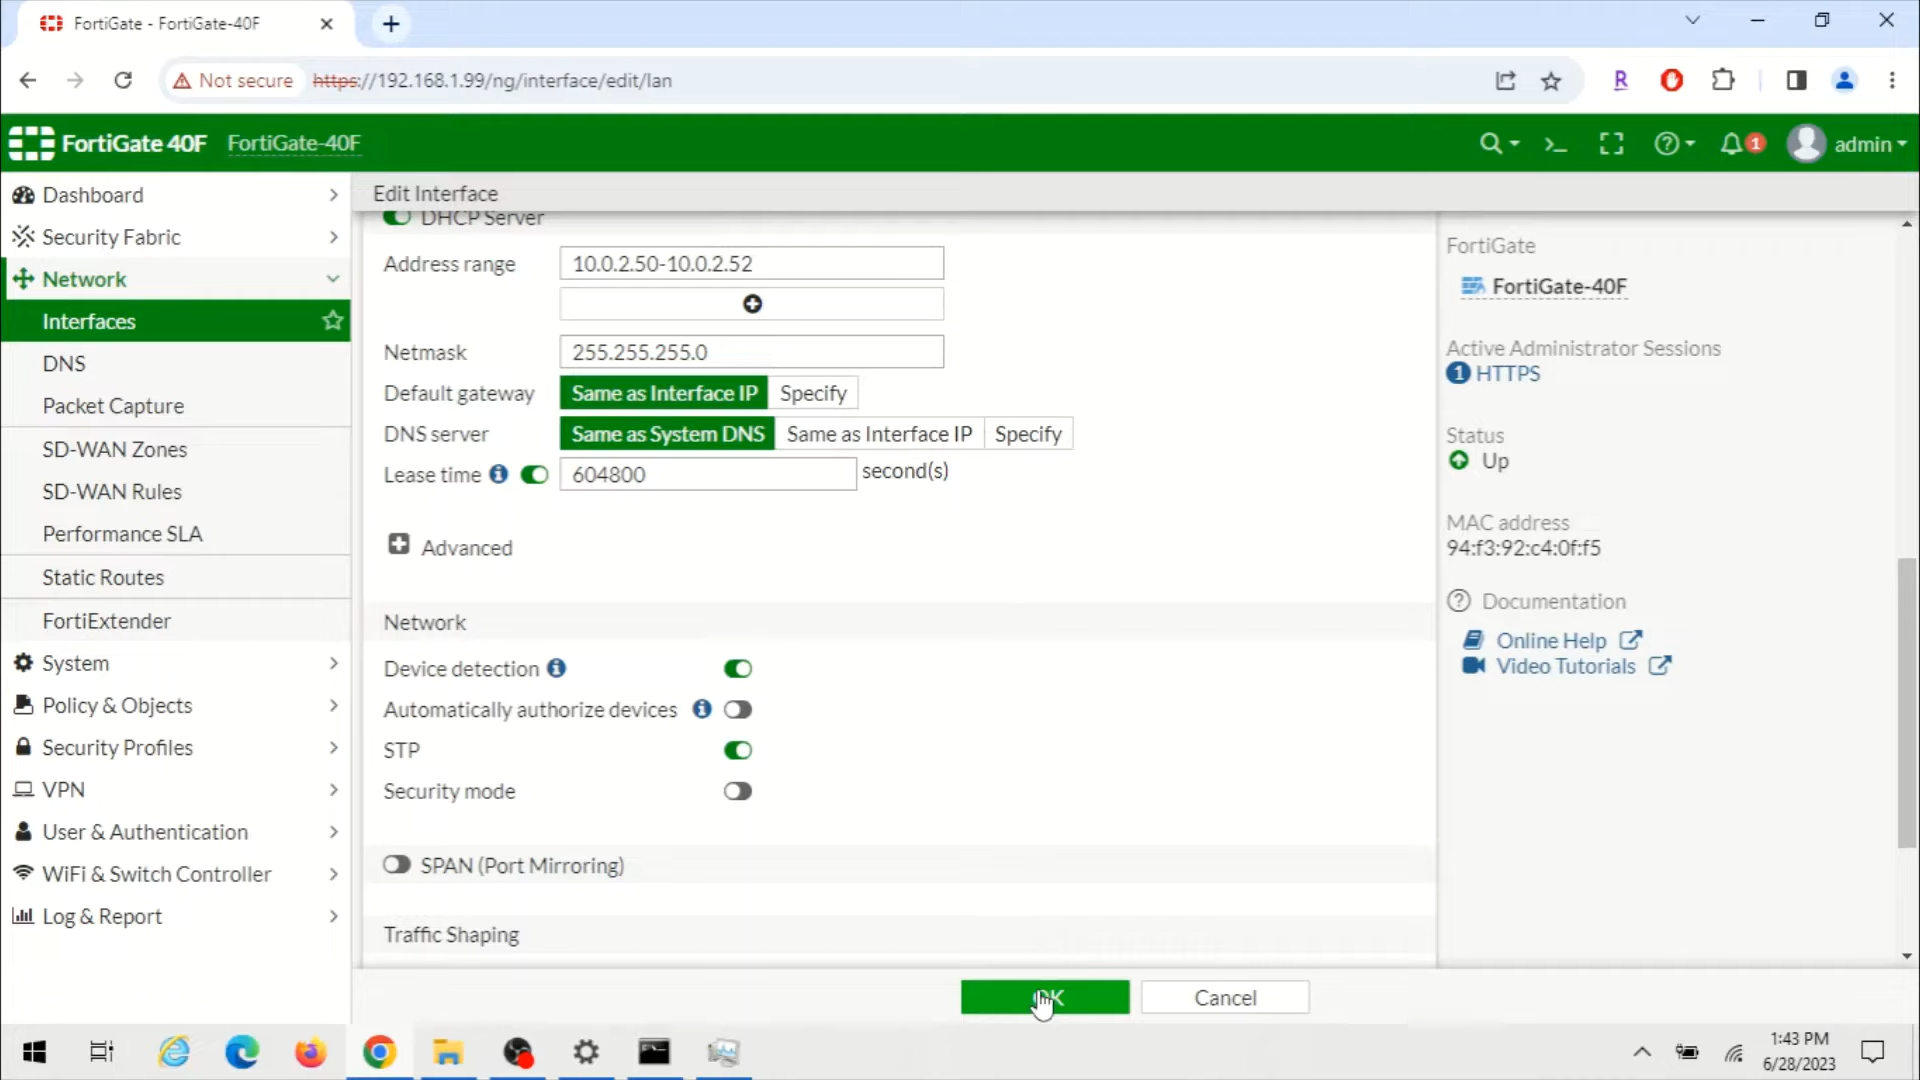 FortiGate - FortiGate-40F
Not secure https://192.168.1.99/ng/interface/edit/lan
R
FortiGate 40F FortiGate-40F
1 admin
Dashboard
Security Fabric
Network
Interfaces
DNS
Packet Capture
SD-WAN Zones
SD-WAN Rules
Performance SLA
Static Routes
FortiExtender
System
Policy & Objects
Security Profiles
VPN
User & Authentication
WiFi & Switch Controller
Log & Report
Edit Interface
DHCP Server
Address range 10.0.2.50-10.0.2.52
Netmask 255.255.255.0
Default gateway Same as Interface IP Specify
DNS server Same as System DNS Same as Interface IP Specify
Lease time 604800 second(s)
Advanced
Network
Device detection
Automatically authorize devices
STP
Security mode
SPAN (Port Mirroring)
Traffic Shaping
OK Cancel
FortiGate
FortiGate-40F
Active Administrator Sessions
1 HTTPS
Status
Up
MAC address
94:f3:92:c4:0f:f5
Documentation
Online Help
Video Tutorials
1:43 PM
6/28/2023